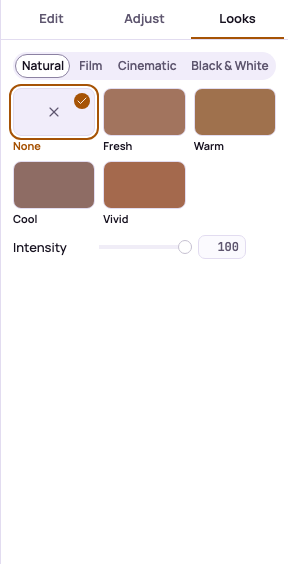 Edit Adjust Looks
Natural Film Cinematic Black & White
None Fresh Warm
Cool Vivid
Intensity 100